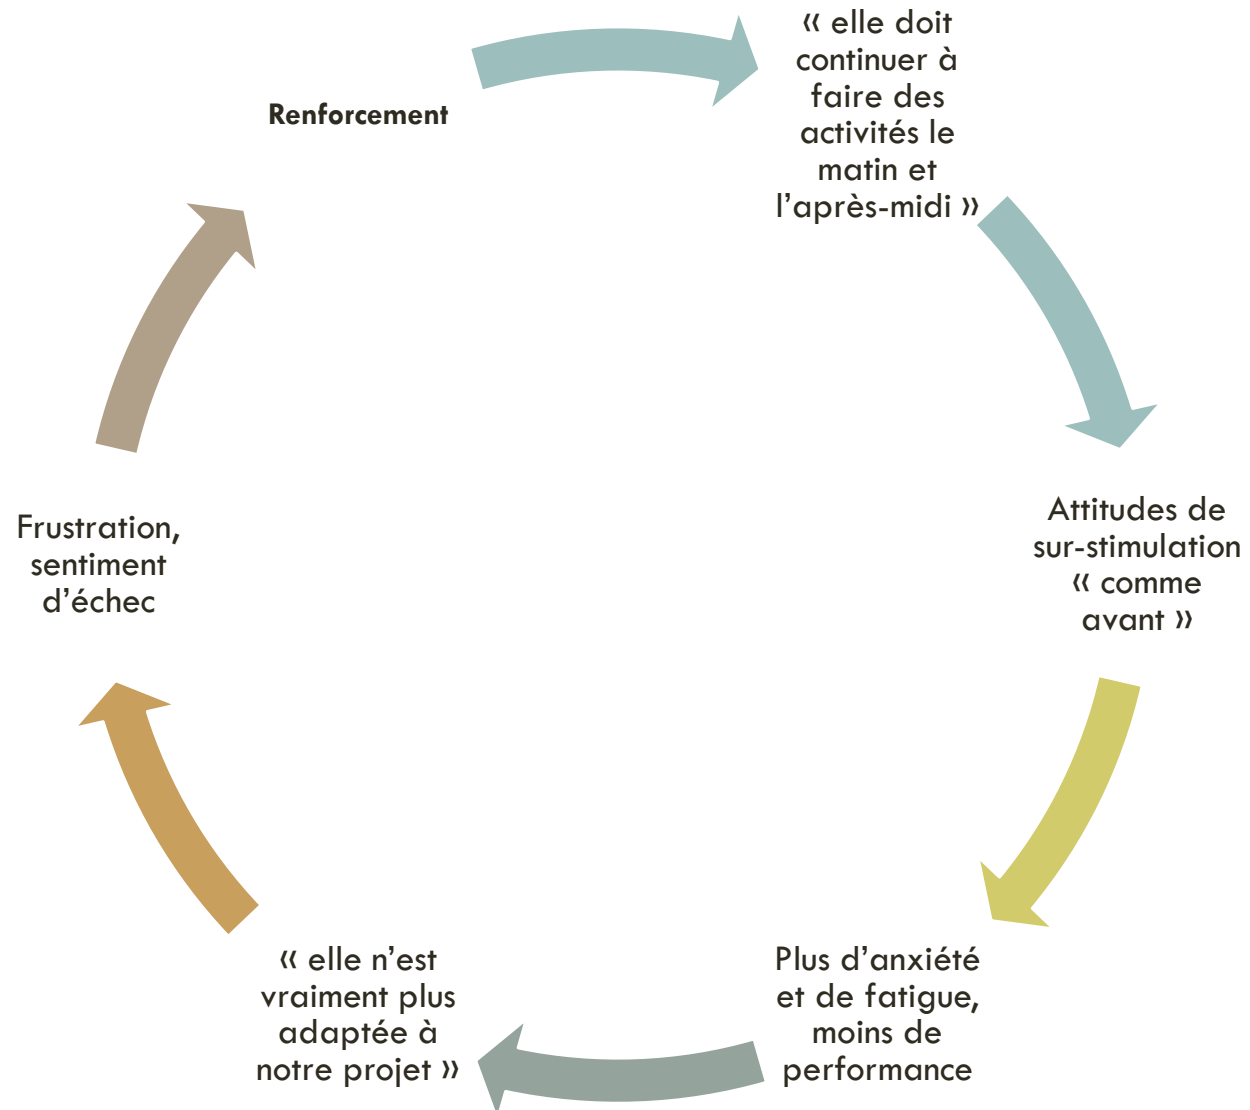 Renforcement
« elle doit
continuer à
faire des
activités le
matin et
l’après-midi »
Attitudes de
sur-stimulation
« comme
avant »
Plus d’anxiété
et de fatigue,
moins de
performance
« elle n’est
vraiment plus
adaptée à
notre projet »
Frustration,
sentiment
d’échec